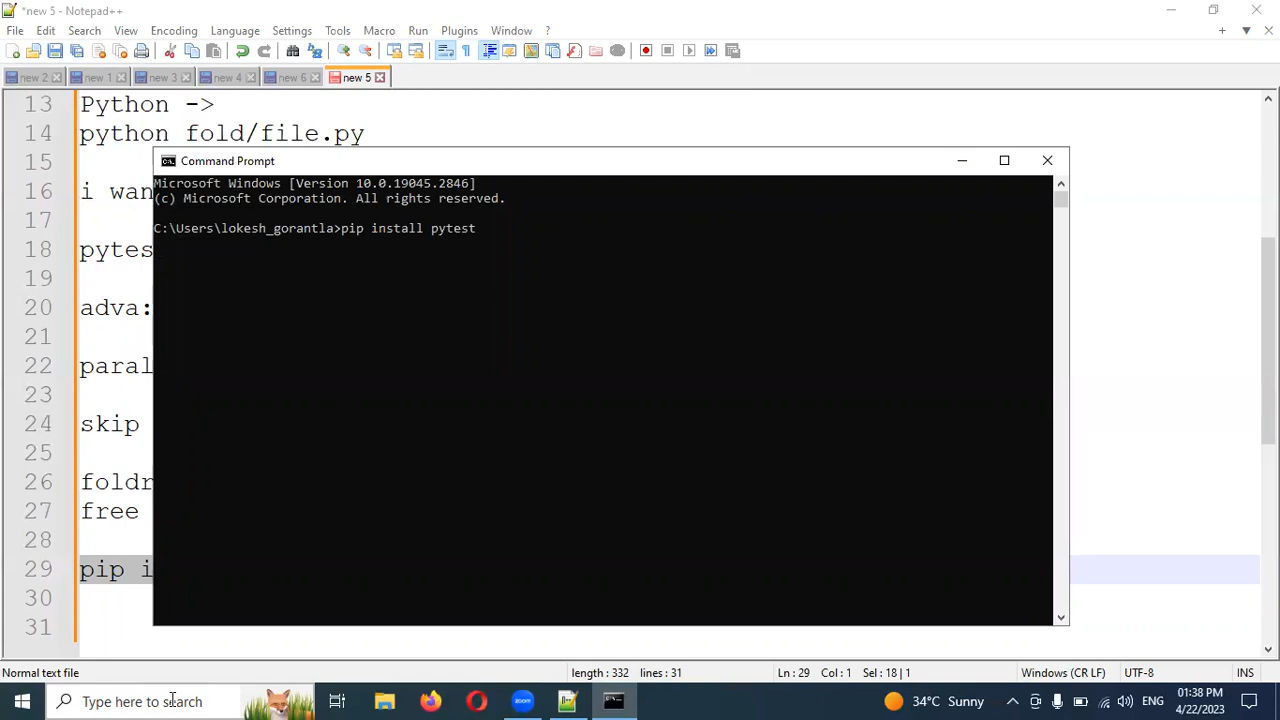 *new 5 - Notepad++
File Edit Search View Encoding Language Settings Tools Macro Run Plugins Window ?
new 2 new 1 new 3 new 4 new 6 new 5
13 Python ->
14 python fold/file.py
15
16 i wan
17
18 pytes
19
20 adva:
21
22 paral
23
24 skip
25
26 foldr
27 free
28
29 pip i
30
31
Command Prompt
Microsoft Windows [Version 10.0.19045.2846]
(c) Microsoft Corporation. All rights reserved.
C:\Users\lokesh_gorantla>pip install pytest
Normal text file length : 332 lines : 31 Ln : 29 Col : 1 Sel : 18 | 1 Windows (CR LF) UTF-8 INS
Type here to search zoom 34°C Sunny ENG 01:38 PM
4/22/2023